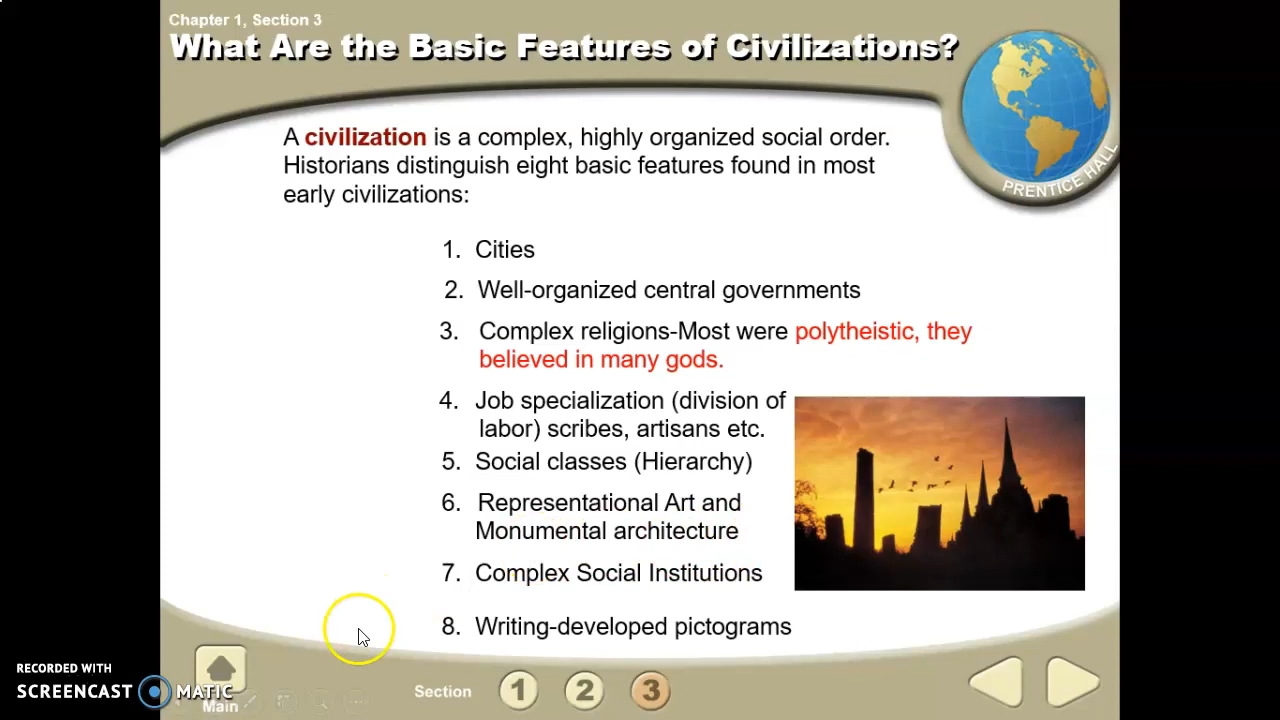 Chapter 1, Section 3
What Are the Basic Features of Civilizations?
PRENTICE HALL
A civilization is a complex, highly organized social order.
Historians distinguish eight basic features found in most
early civilizations:
1. Cities
2. Well-organized central governments
3. Complex religions-Most were polytheistic, they
believed in many gods.
4. Job specialization (division of
labor) scribes, artisans etc.
5. Social classes (Hierarchy)
6. Representational Art and
Monumental architecture
7. Complex Social Institutions
8. Writing-developed pictograms
RECORDED WITH
SCREENCAST MATIC
Main
Section
1 2 3